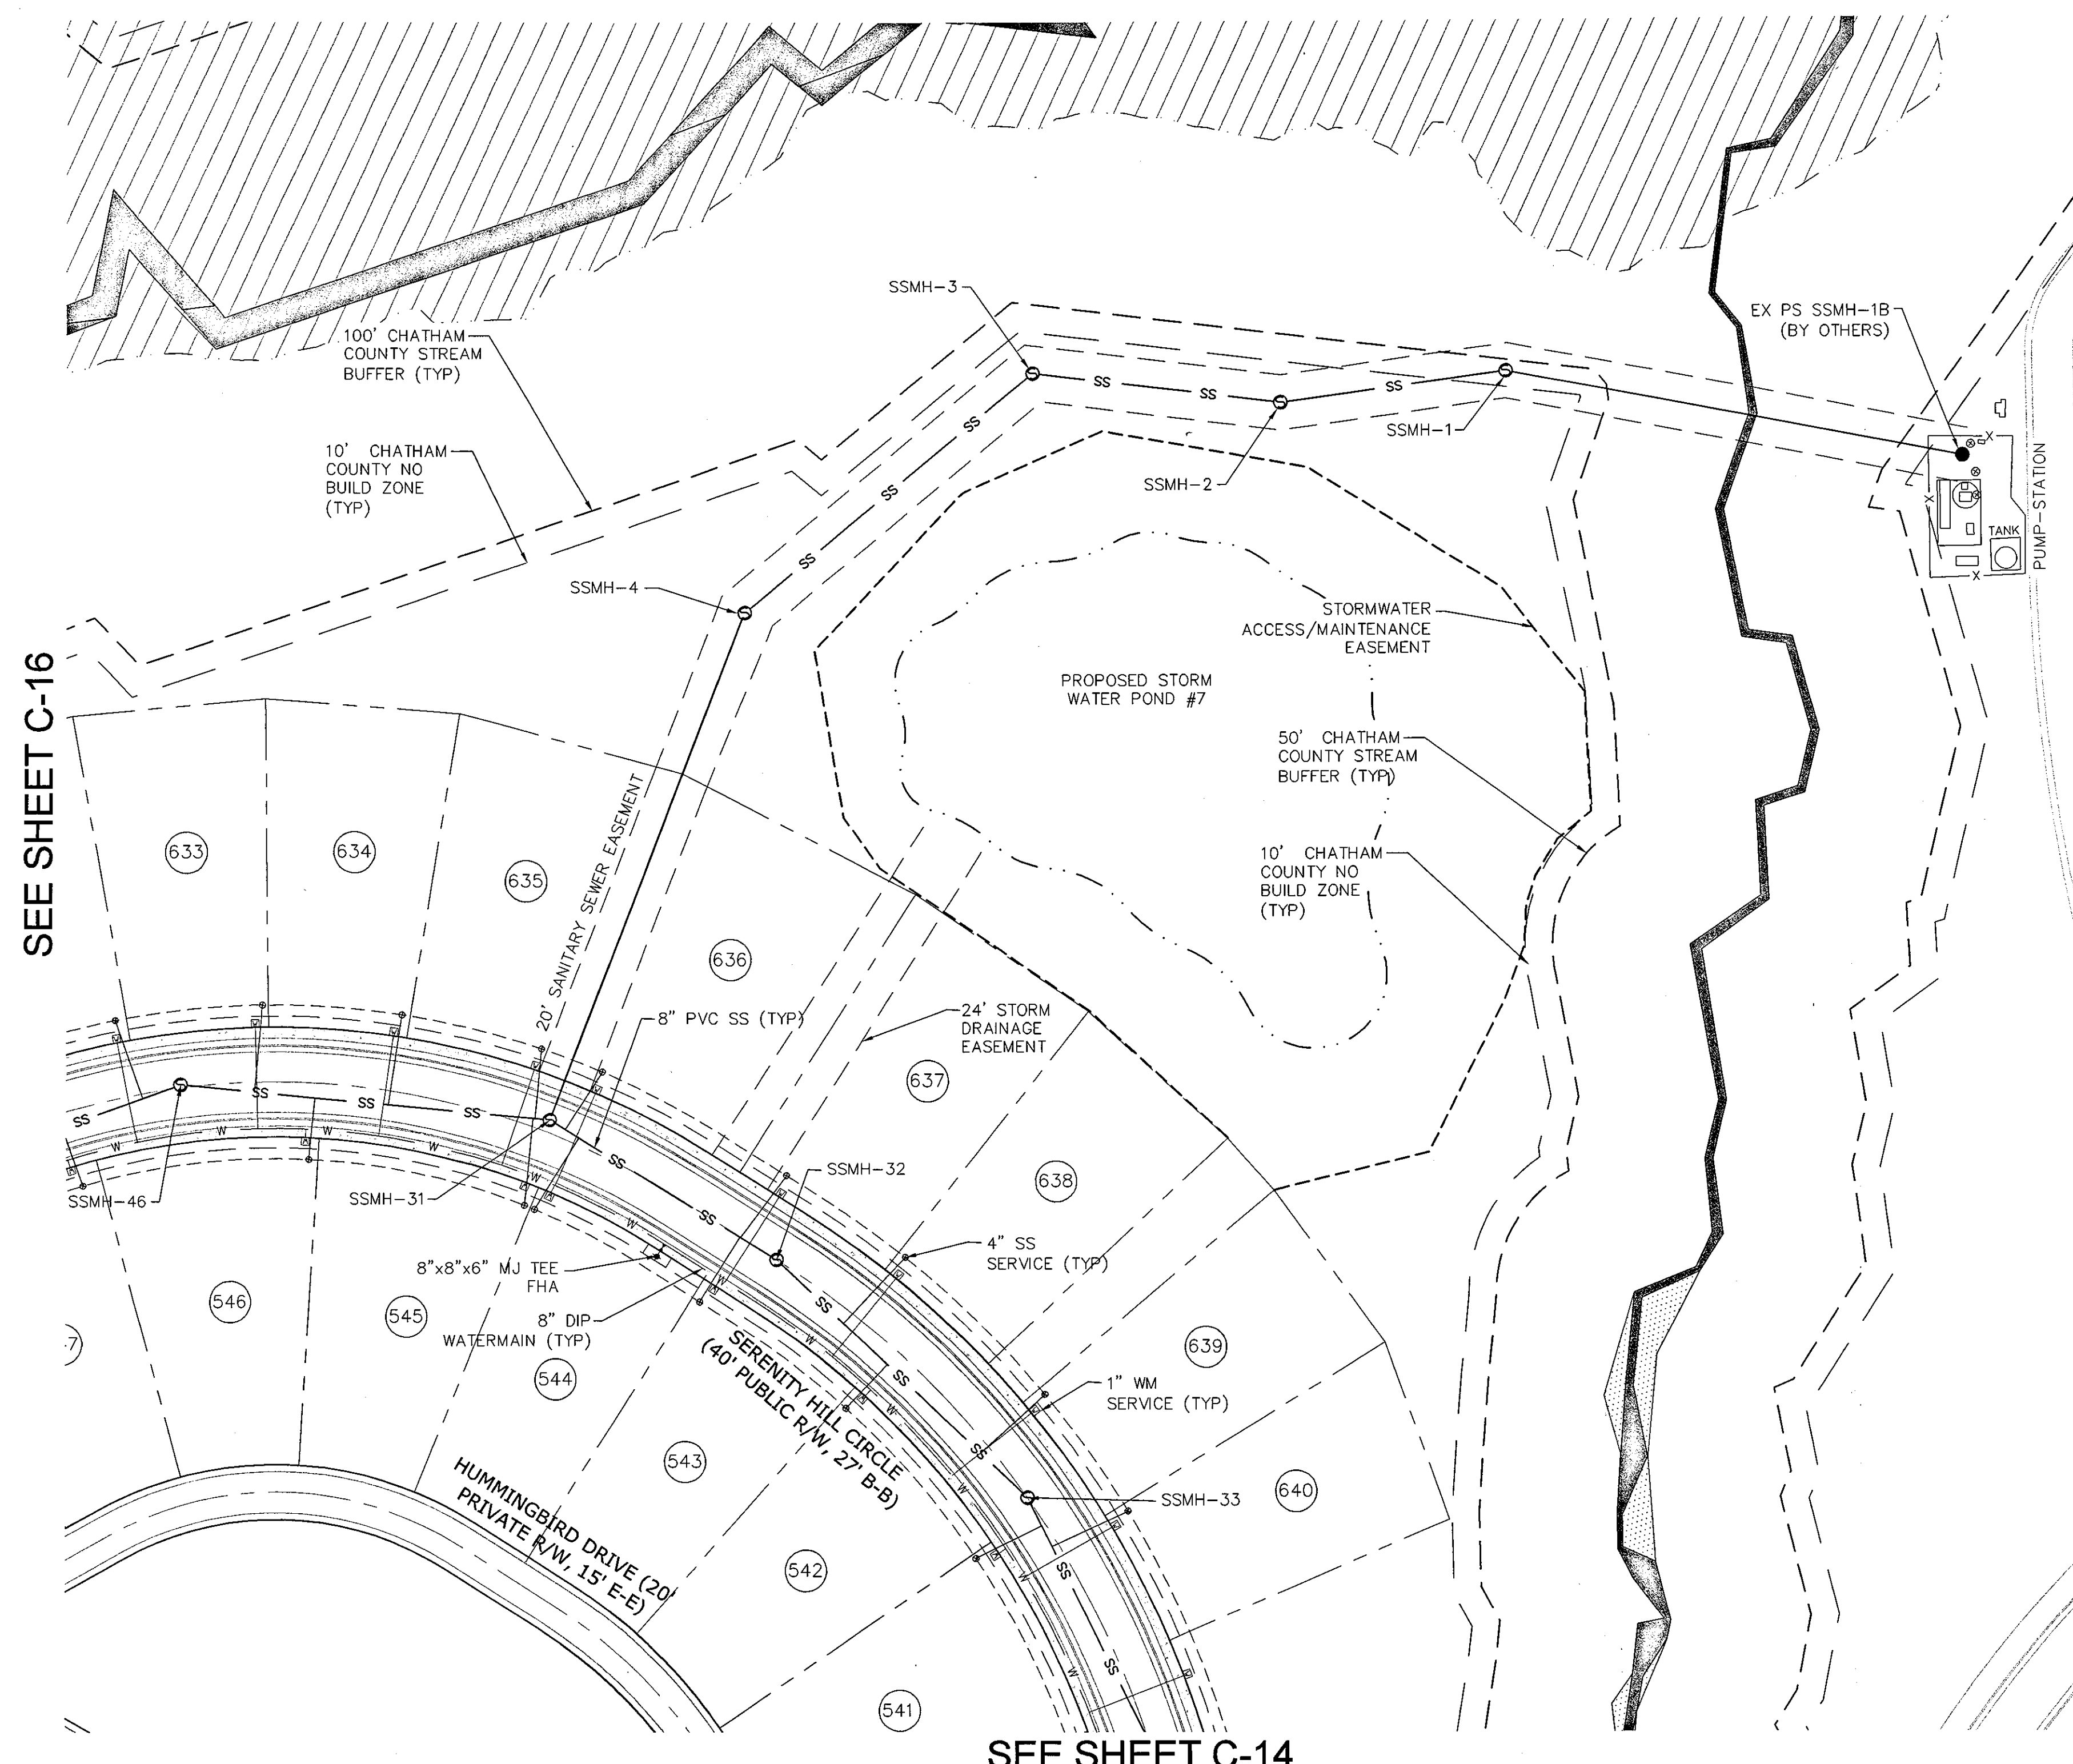 SSMH-3
EX PS SSMH-1B
(BY OTHERS)
100' CHATHAM
COUNTY STREAM
BUFFER (TYP)
SS
SS
SS
SSMH-1
SS
10' CHATHAM
COUNTY NO
BUILD ZONE
(TYP)
SSMH-2
SS
X
X
X
TANK
PUMP-STATION
SS
SSMH-4
STORMWATER
ACCESS/MAINTENANCE
EASEMENT
PROPOSED STORM
WATER POND #7
SEE SHEET C-16
50' CHATHAM
COUNTY STREAM
BUFFER (TYP)
20' SANITARY SEWER EASEMENT
633
634
635
10' CHATHAM
COUNTY NO
BUILD ZONE
(TYP)
636
8" PVC SS (TYP)
24' STORM
DRAINAGE
EASEMENT
637
SS
SS
SS
SS
W
W
W
W
SSMH-46
SSMH-31
SS
SSMH-32
638
SS
W
8"x8"x6" MJ TEE
FHA
4" SS
SERVICE (TYP)
W
546
545
8" DIP
WATERMAIN (TYP)
SS
W
7
544
SERENITY HILL CIRCLE
(40' PUBLIC R/W, 27' B-B)
639
SS
1" WM
SERVICE (TYP)
W
543
SS
HUMMINGBIRD DRIVE (20'
PRIVATE R/W, 15' E-E)
W
SSMH-33
640
542
SS
W
SS
W
541
SEE SHEET C-14